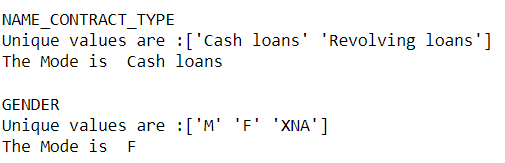 NAME_CONTRACT_TYPE
Unique values are :['Cash loans' 'Revolving loans']
The Mode is  Cash loans
GENDER
Unique values are :['M' 'F' 'XNA']
The Mode is  F